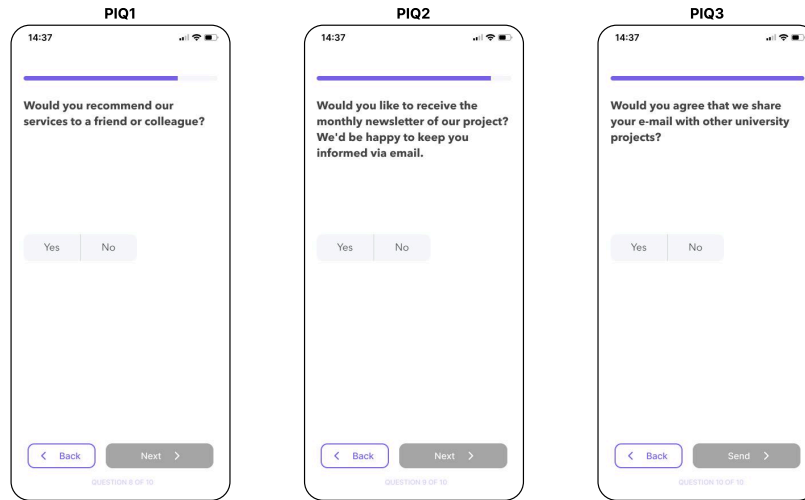 PIQ1
14:37
Would you recommend our
services to a friend or colleague?
Yes No
Back Next
QUESTION 8 OF 10
PIQ2
14:37
Would you like to receive the
monthly newsletter of our project?
We'd be happy to keep you
informed via email.
Yes No
Back Next
QUESTION 9 OF 10
PIQ3
14:37
Would you agree that we share
your e-mail with other university
projects?
Yes No
Back Send
QUESTION 10 OF 10